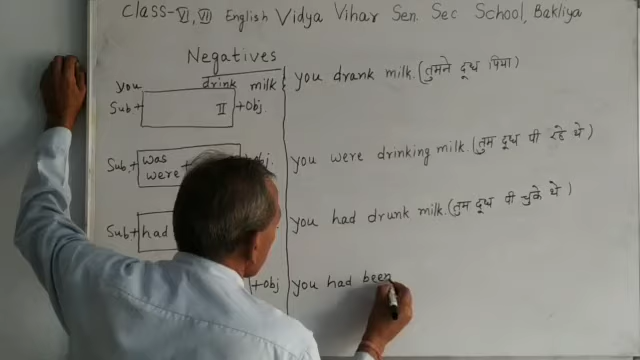 Class-VI, VII English Vidya Vihar Sen. Sec School, Bakliya
Negatives
you drink milk
Sub+ II +Obj.
Sub.+ was were + obj.
Sub+ had
+Obj
you drank milk. (तुमने दूध पिया)
you were drinking milk. (तुम दूध पी रहे थे)
you had drunk milk. (तुम दूध पी चुके थे)
you had been